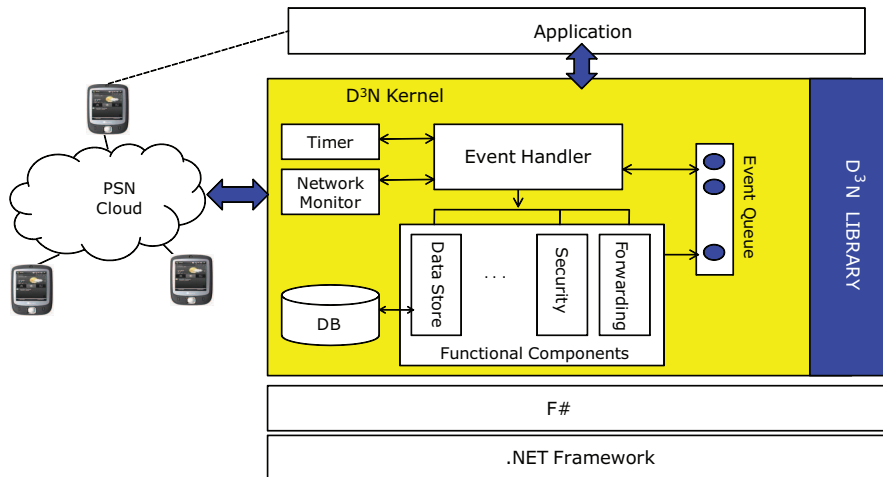 Application
D³N Kernel
Timer
Event Handler
Network
Monitor
PSN
Cloud
Event Queue
D³N LIBRARY
Data Store
. . .
Security
Forwarding
DB
Functional Components
F#
.NET Framework